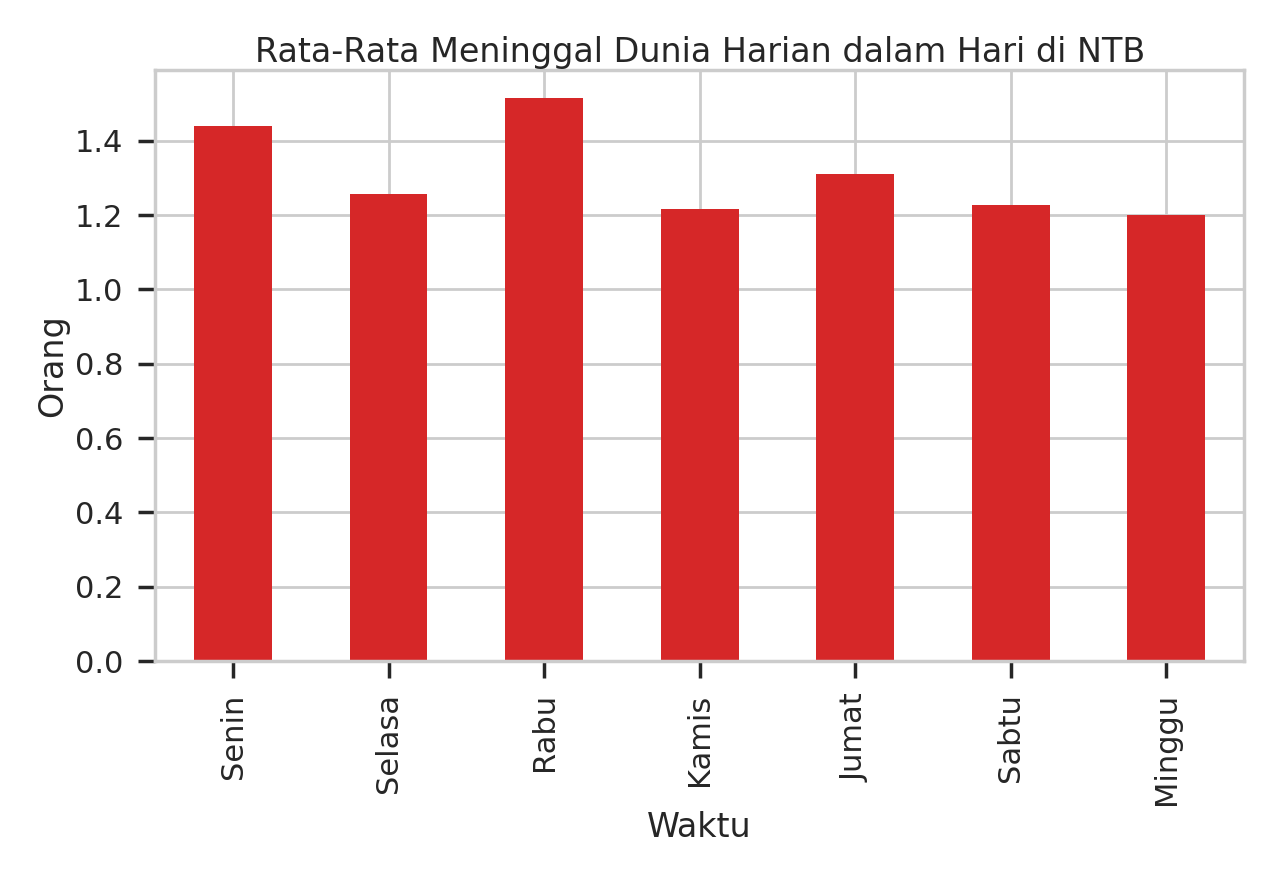 Rata-Rata Meninggal Dunia Harian dalam Hari di NTB
Orang
1.4
1.2
1.0
0.8
0.6
0.4
0.2
0.0
Senin
Selasa
Rabu
Kamis
Jumat
Sabtu
Minggu
Waktu